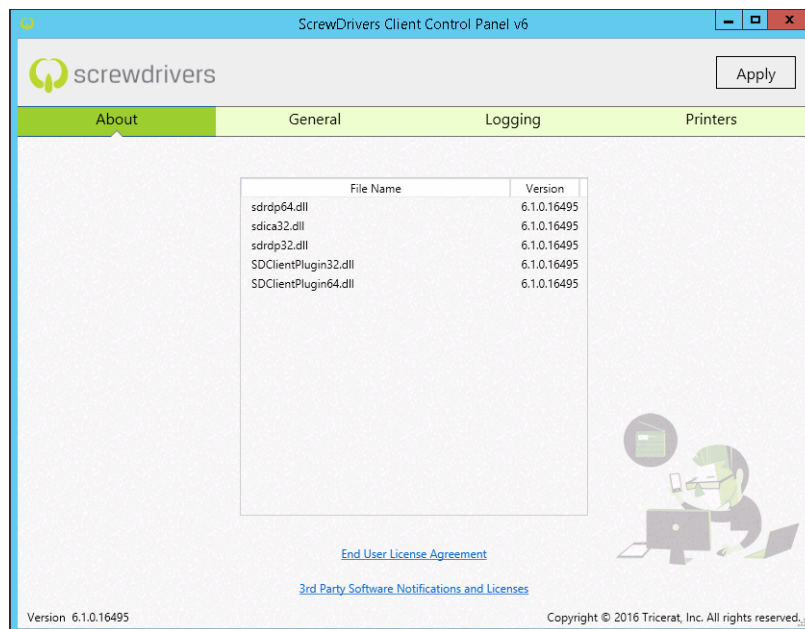 ScrewDrivers Client Control Panel v6
screwdrivers
Apply
About General Logging Printers
File Name Version
sdrdp64.dll 6.1.0.16495
sdica32.dll 6.1.0.16495
sdrdp32.dll 6.1.0.16495
SDClientPlugin32.dll 6.1.0.16495
SDClientPlugin64.dll 6.1.0.16495
End User License Agreement
3rd Party Software Notifications and Licenses
Version 6.1.0.16495 Copyright © 2016 Tricerat, Inc. All rights reserved.